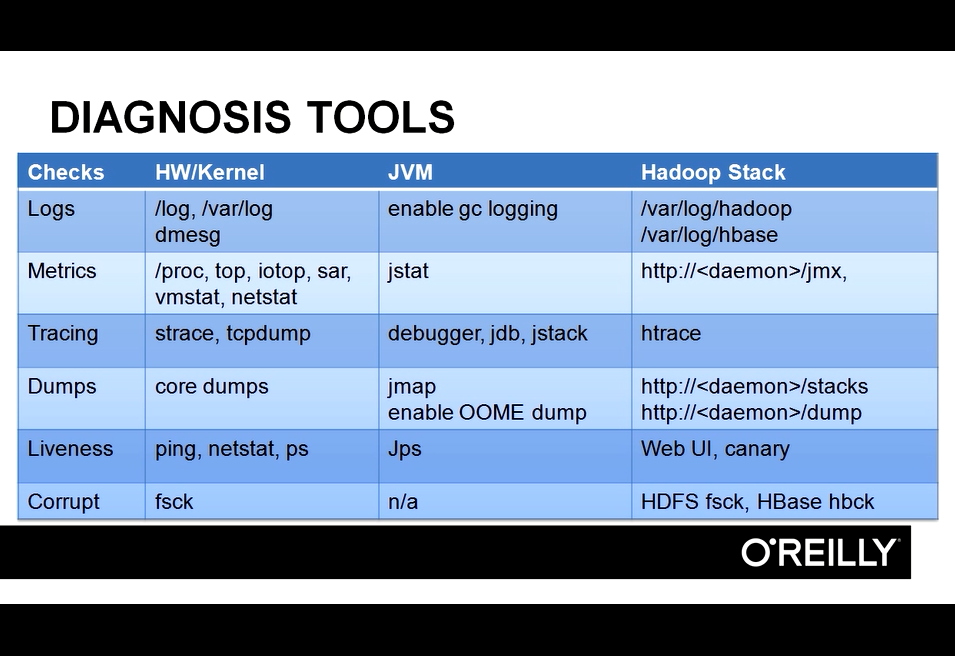 DIAGNOSIS TOOLS
Checks HW/Kernel JVM Hadoop Stack
Logs /log, /var/log enable gc logging /var/log/hadoop
dmesg /var/log/hbase
Metrics /proc, top, iotop, sar, jstat http://<daemon>/jmx,
vmstat, netstat
Tracing strace, tcpdump debugger, jdb, jstack htrace
Dumps core dumps jmap http://<daemon>/stacks
enable OOME dump http://<daemon>/dump
Liveness ping, netstat, ps Jps Web UI, canary
Corrupt fsck n/a HDFS fsck, HBase hbck
O'REILLY®